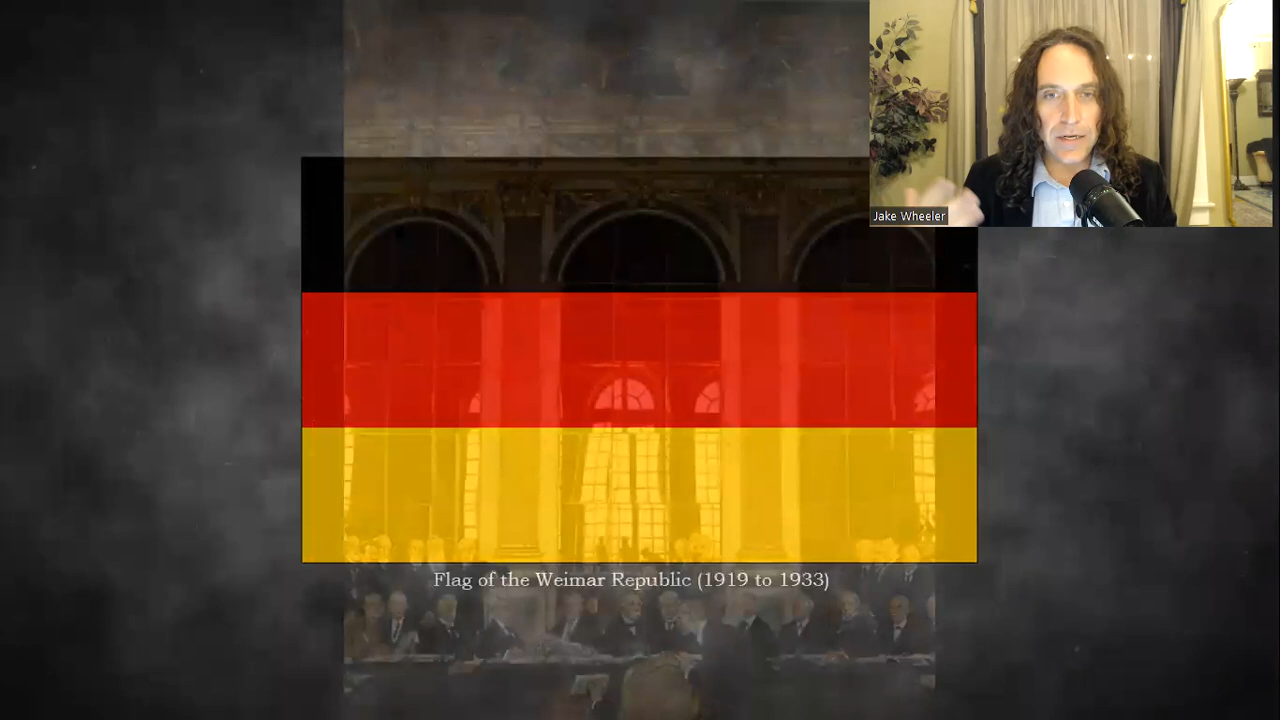 Jake Wheeler
Flag of the Weimar Republic (1919 to 1933)